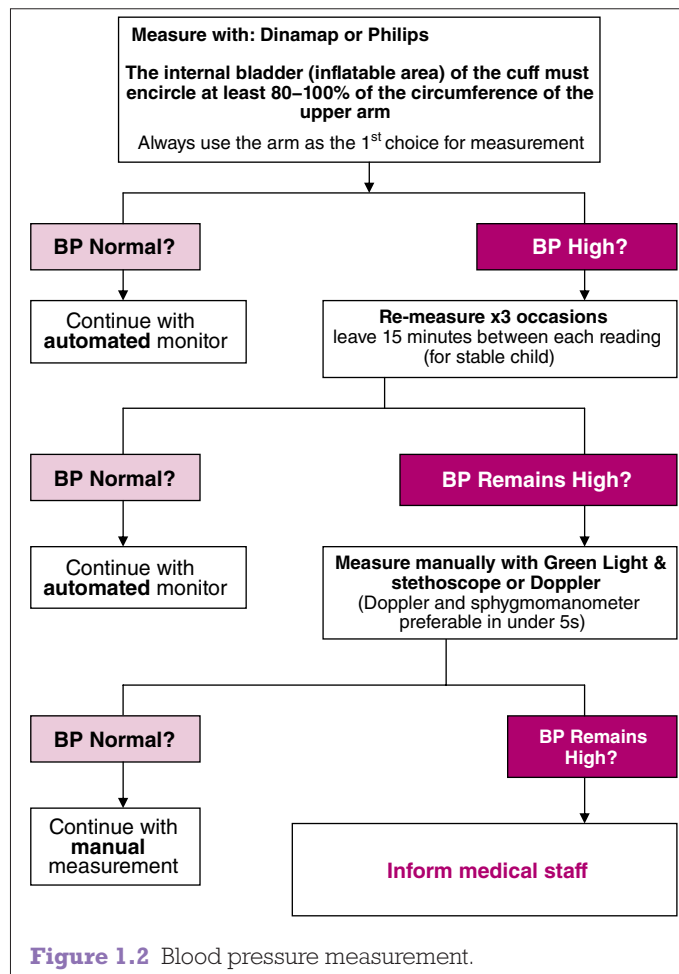 Measure with: Dinamap or Philips
The internal bladder (inflatable area) of the cuff must
encircle at least 80–100% of the circumference of the
upper arm
Always use the arm as the 1st choice for measurement
BP Normal?
BP High?
Continue with
automated monitor
Re-measure x3 occasions
leave 15 minutes between each reading
(for stable child)
BP Normal?
BP Remains High?
Continue with
automated monitor
Measure manually with Green Light &
stethoscope or Doppler
(Doppler and sphygmomanometer
preferable in under 5s)
BP Normal?
BP Remains
High?
Continue with
manual
measurement
Inform medical staff
Figure 1.2 Blood pressure measurement.